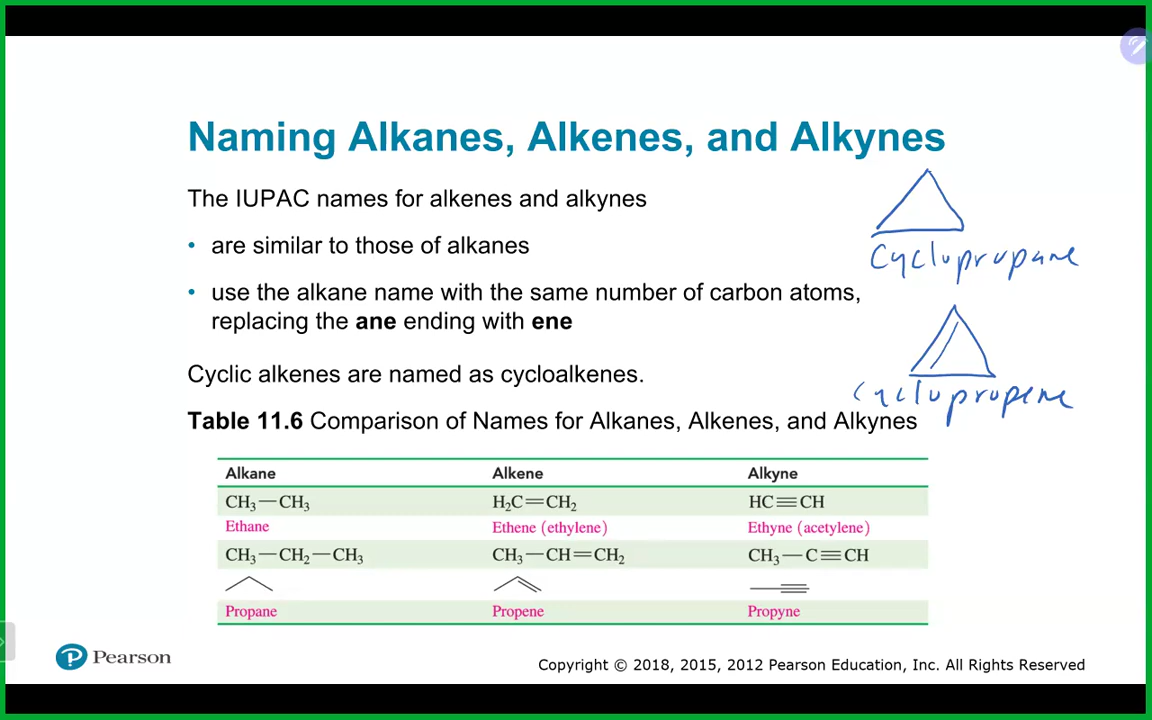 Naming Alkanes, Alkenes, and Alkynes
The IUPAC names for alkenes and alkynes
• are similar to those of alkanes
• use the alkane name with the same number of carbon atoms,
replacing the ane ending with ene
Cyclopropane
Cyclic alkenes are named as cycloalkenes.
Cyclopropene
Table 11.6 Comparison of Names for Alkanes, Alkenes, and Alkynes
Alkane Alkene Alkyne
CH₃—CH₃ H₂C=CH₂ HC≡CH
Ethane Ethene (ethylene) Ethyne (acetylene)
CH₃—CH₂—CH₃ CH₃—CH=CH₂ CH₃—C≡CH
Propane Propene Propyne
P Pearson
Copyright © 2018, 2015, 2012 Pearson Education, Inc. All Rights Reserved